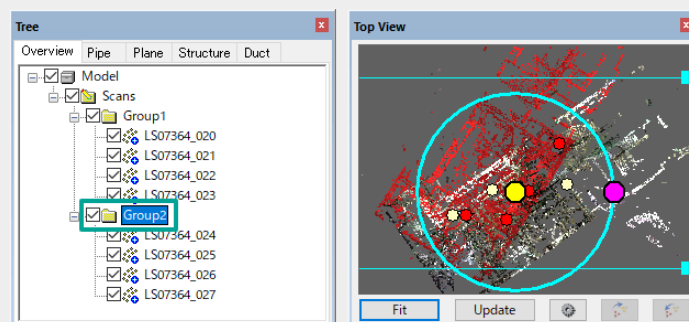 Tree
Overview Pipe Plane Structure Duct
Model
Scans
Group1
LS07364_020
LS07364_021
LS07364_022
LS07364_023
Group2
LS07364_024
LS07364_025
LS07364_026
LS07364_027
Top View
Fit Update